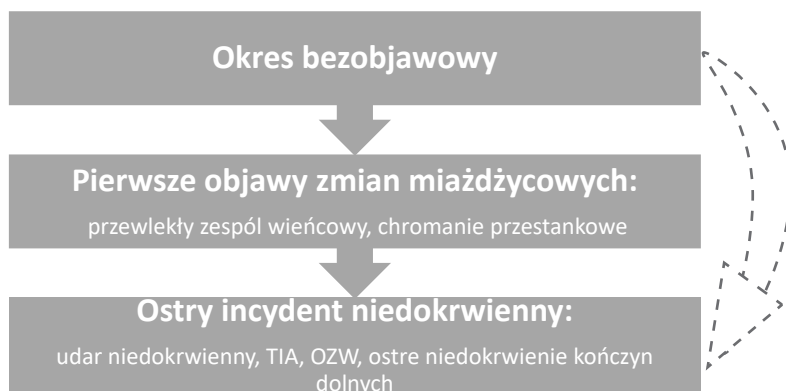 Okres bezobjawowy
Pierwsze objawy zmian miażdżycowych:
przewlekły zespól wieńcowy, chromanie przestankowe
Ostry incydent niedokrwienny:
udar niedokrwienny, TIA, OZW, ostre niedokrwienie kończyn
dolnych